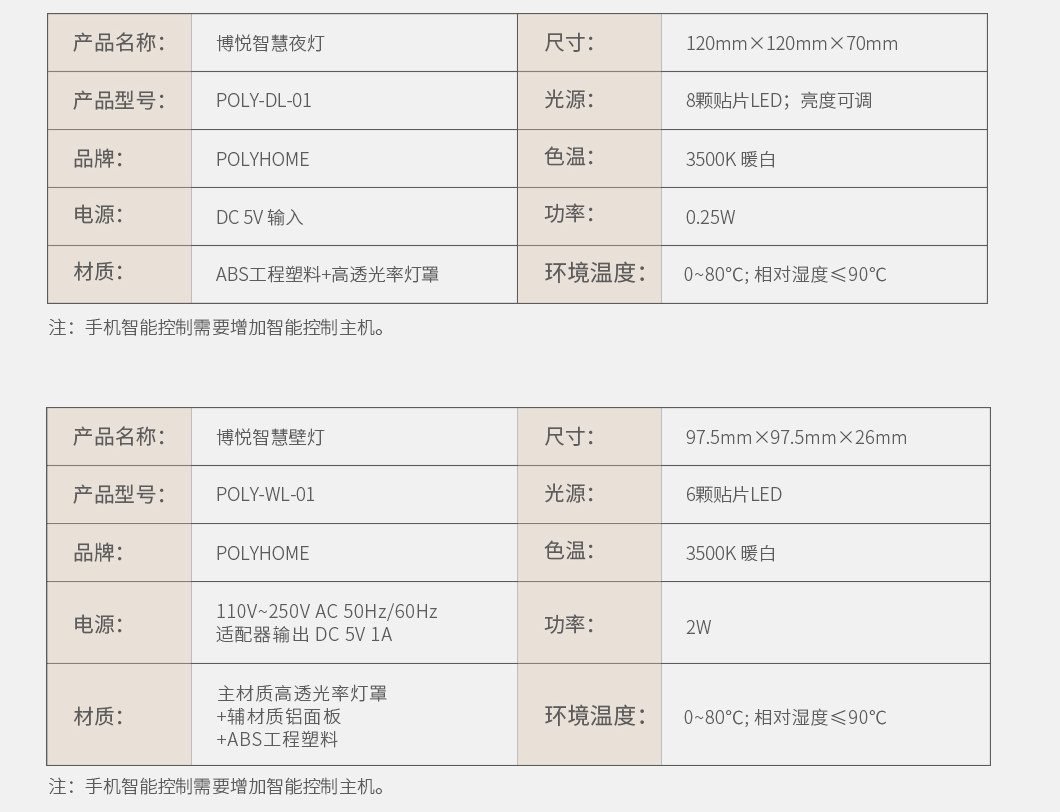 产品名称： 博悦智慧夜灯 尺寸： 120mm×120mm×70mm
产品型号： POLY-DL-01 光源： 8颗贴片LED；亮度可调
品牌： POLYHOME 色温： 3500K 暖白
电源： DC 5V 输入 功率： 0.25W
材质： ABS工程塑料+高透光率灯罩 环境温度： 0~80℃; 相对湿度≤90℃
注：手机智能控制需要增加智能控制主机。
产品名称： 博悦智慧壁灯 尺寸： 97.5mm×97.5mm×26mm
产品型号： POLY-WL-01 光源： 6颗贴片LED
品牌： POLYHOME 色温： 3500K 暖白
电源： 110V~250V AC 50Hz/60Hz
适配器输出 DC 5V 1A
功率： 2W
材质： 主材质高透光率灯罩
+辅材质铝面板
+ABS工程塑料
环境温度： 0~80℃; 相对湿度≤90℃
注：手机智能控制需要增加智能控制主机。